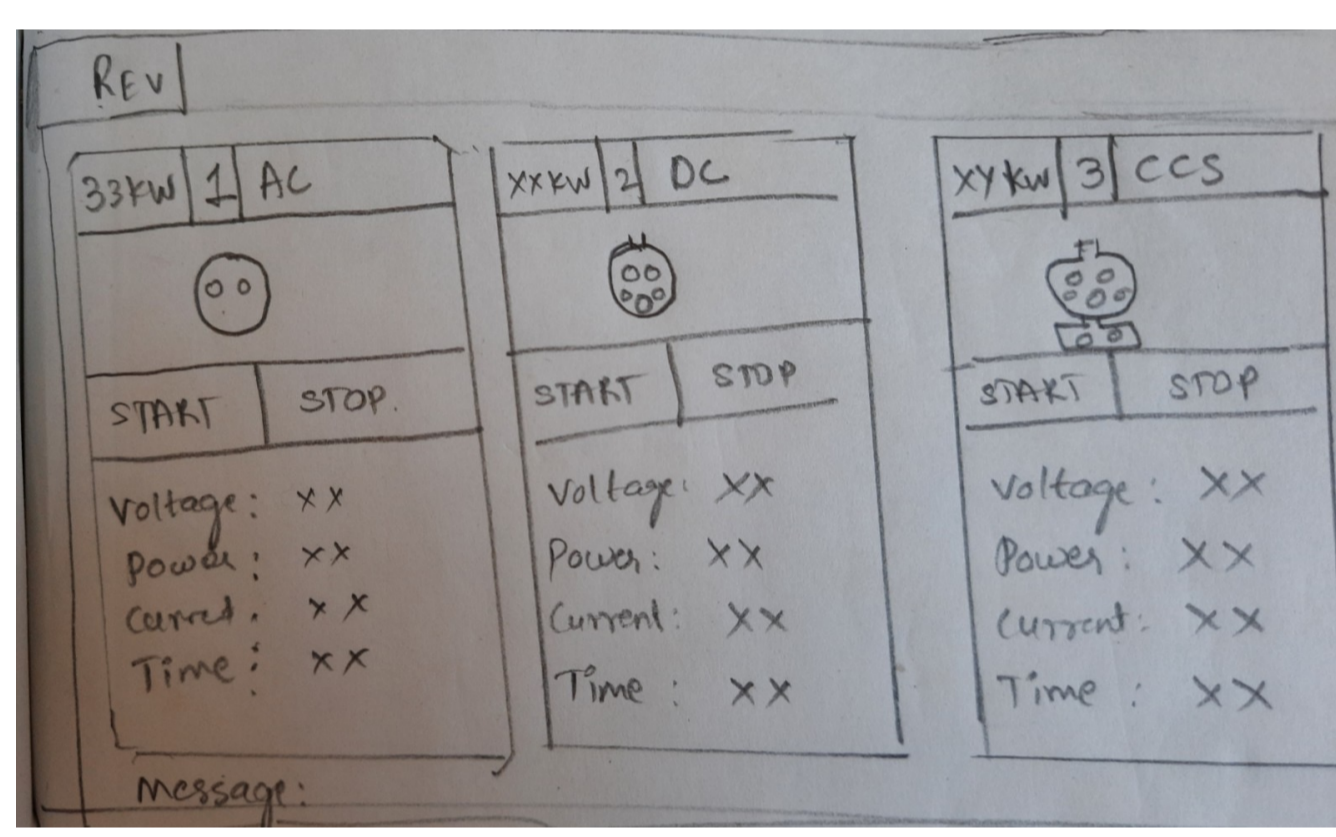 REV
33KW 1 AC
START STOP.
Voltage: XX
Power: XX
Current: XX
Time: XX
XXKW 2 DC
START STOP
Voltage: XX
Power: XX
Current: XX
Time: XX
XYKW 3 CCS
START STOP
Voltage: XX
Power: XX
Current: XX
Time: XX
Message: